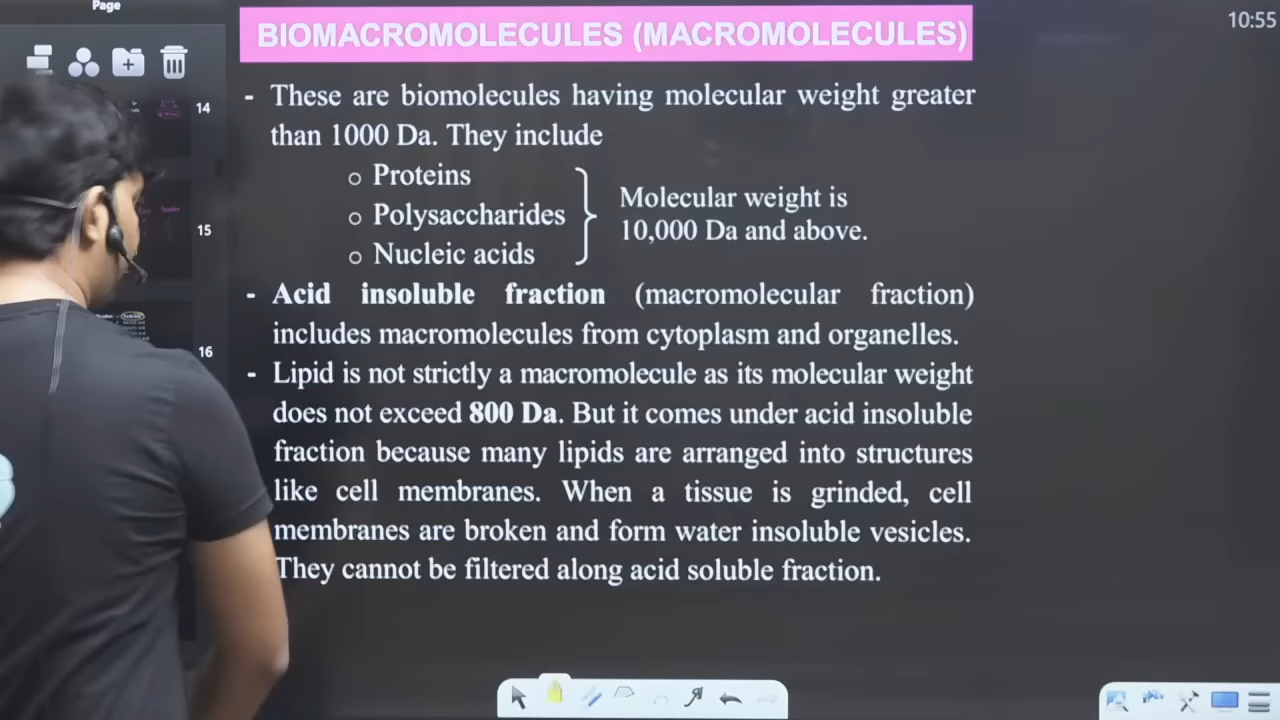 Page
10:55
BIOMACROMOLECULES (MACROMOLECULES)
14
15
16
- These are biomolecules having molecular weight greater
than 1000 Da. They include
o Proteins
o Polysaccharides
o Nucleic acids
Molecular weight is
10,000 Da and above.
- Acid insoluble fraction (macromolecular fraction)
includes macromolecules from cytoplasm and organelles.
- Lipid is not strictly a macromolecule as its molecular weight
does not exceed 800 Da. But it comes under acid insoluble
fraction because many lipids are arranged into structures
like cell membranes. When a tissue is grinded, cell
membranes are broken and form water insoluble vesicles.
They cannot be filtered along acid soluble fraction.